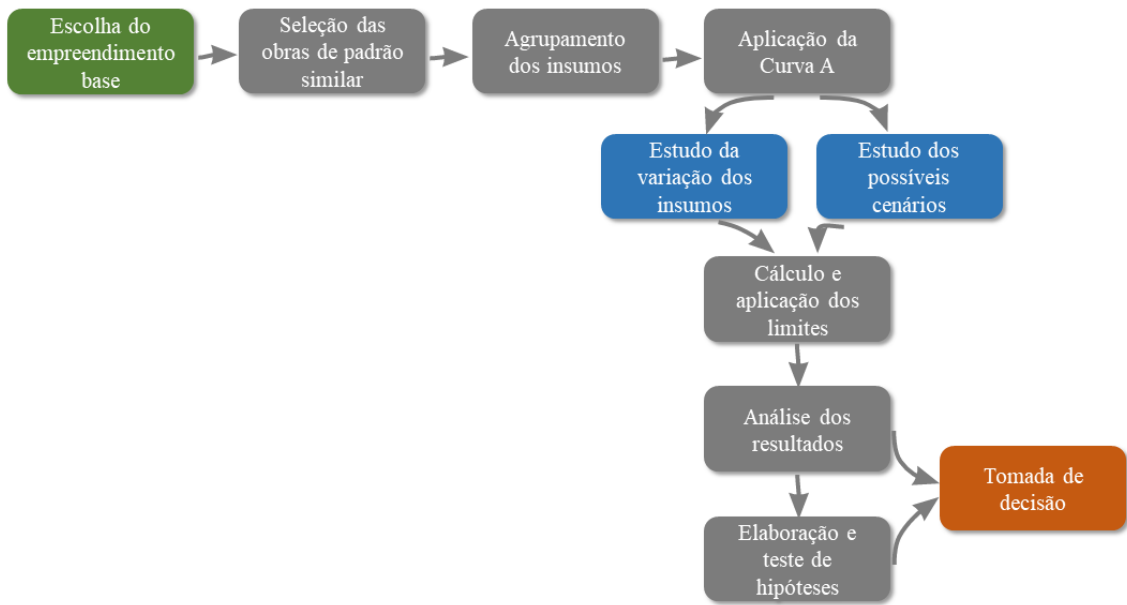 Escolha do
empreendimento
base
Seleção das
obras de padrão
similar
Agrupamento
dos insumos
Aplicação da
Curva A
Estudo da
variação dos
insumos
Estudo dos
possíveis
cenários
Cálculo e
aplicação dos
limites
Análise dos
resultados
Tomada de
decisão
Elaboração e
teste de
hipóteses